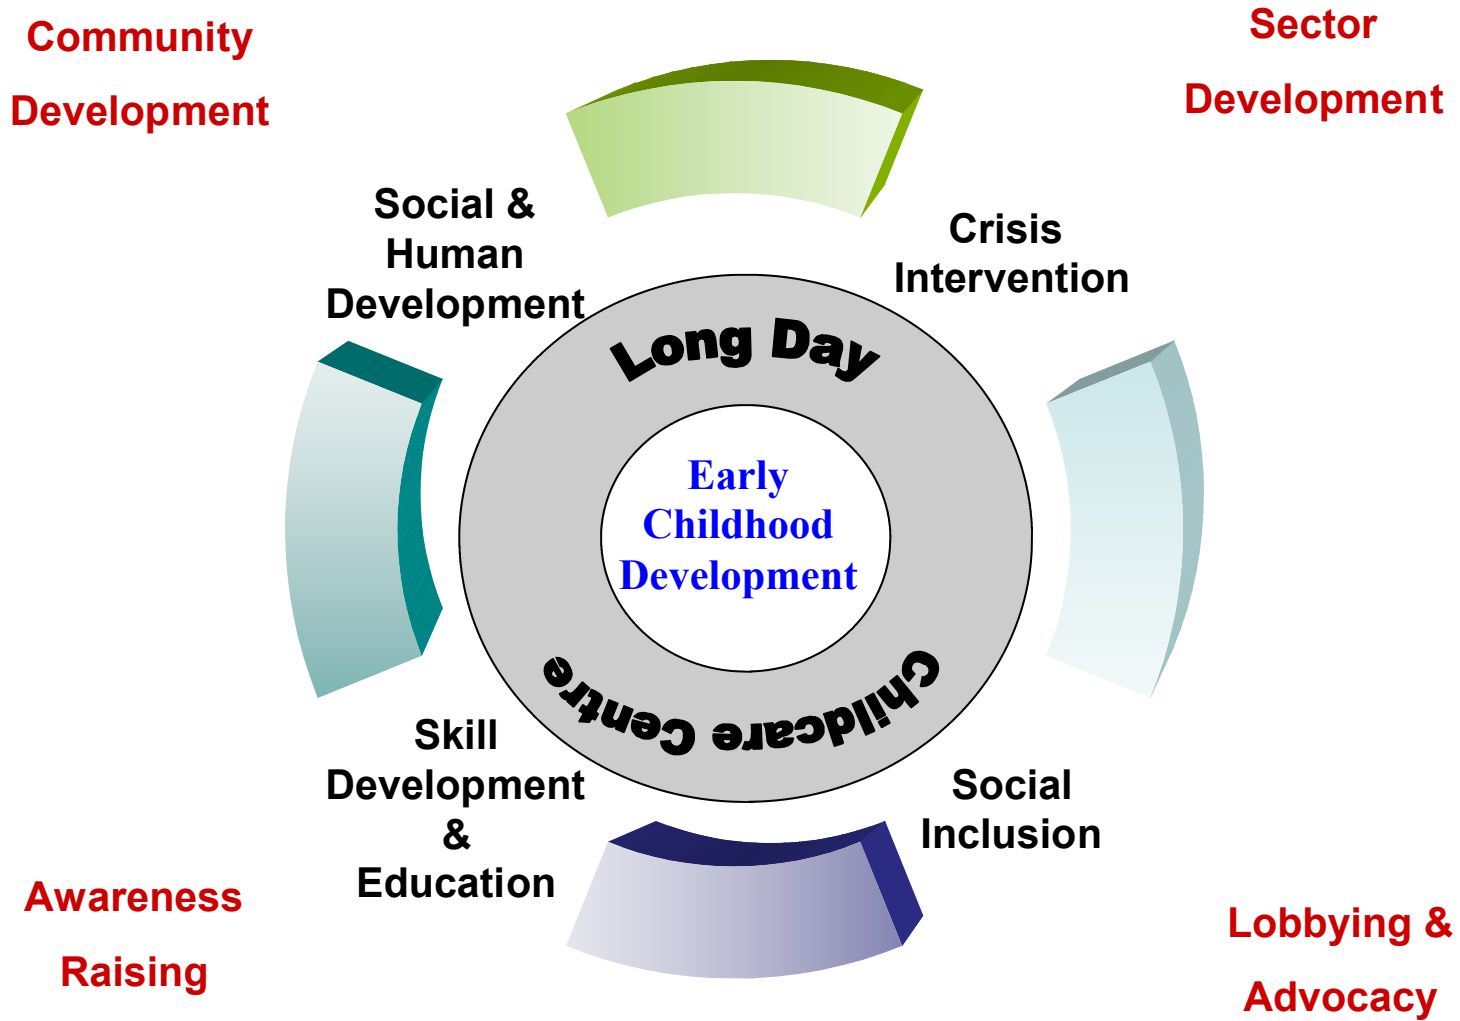 Community
Development
Sector
Development
Social &
Human
Development
Crisis
Intervention
Long Day
Early
Childhood
Development
Childcare Centre
Skill
Development
&
Education
Social
Inclusion
Awareness
Raising
Lobbying &
Advocacy